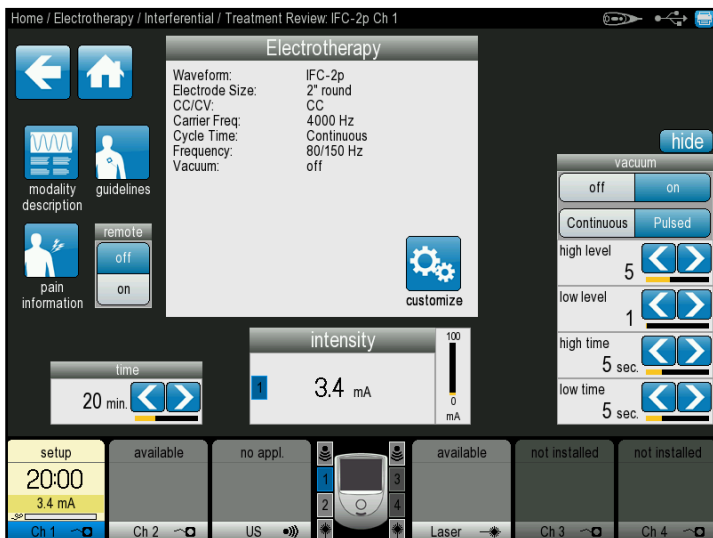 Home / Electrotherapy / Interferential / Treatment Review: IFC-2p Ch 1
Electrotherapy
Waveform: IFC-2p
Electrode Size: 2" round
CC/CV: CC
Carrier Freq: 4000 Hz
Cycle Time: Continuous
Frequency: 80/150 Hz
Vacuum: off
customize
modality
description
guidelines
pain
information
remote
off
on
hide
vacuum
off on
Continuous Pulsed
high level
5
low level
1
high time
5 sec.
low time
5 sec.
time
20 min.
intensity
1 3.4 mA
100
0
mA
setup
20:00
3.4 mA
Ch 1
available
Ch 2
no appl.
US
1
2
3
4
available
Laser
not installed
Ch 3
not installed
Ch 4